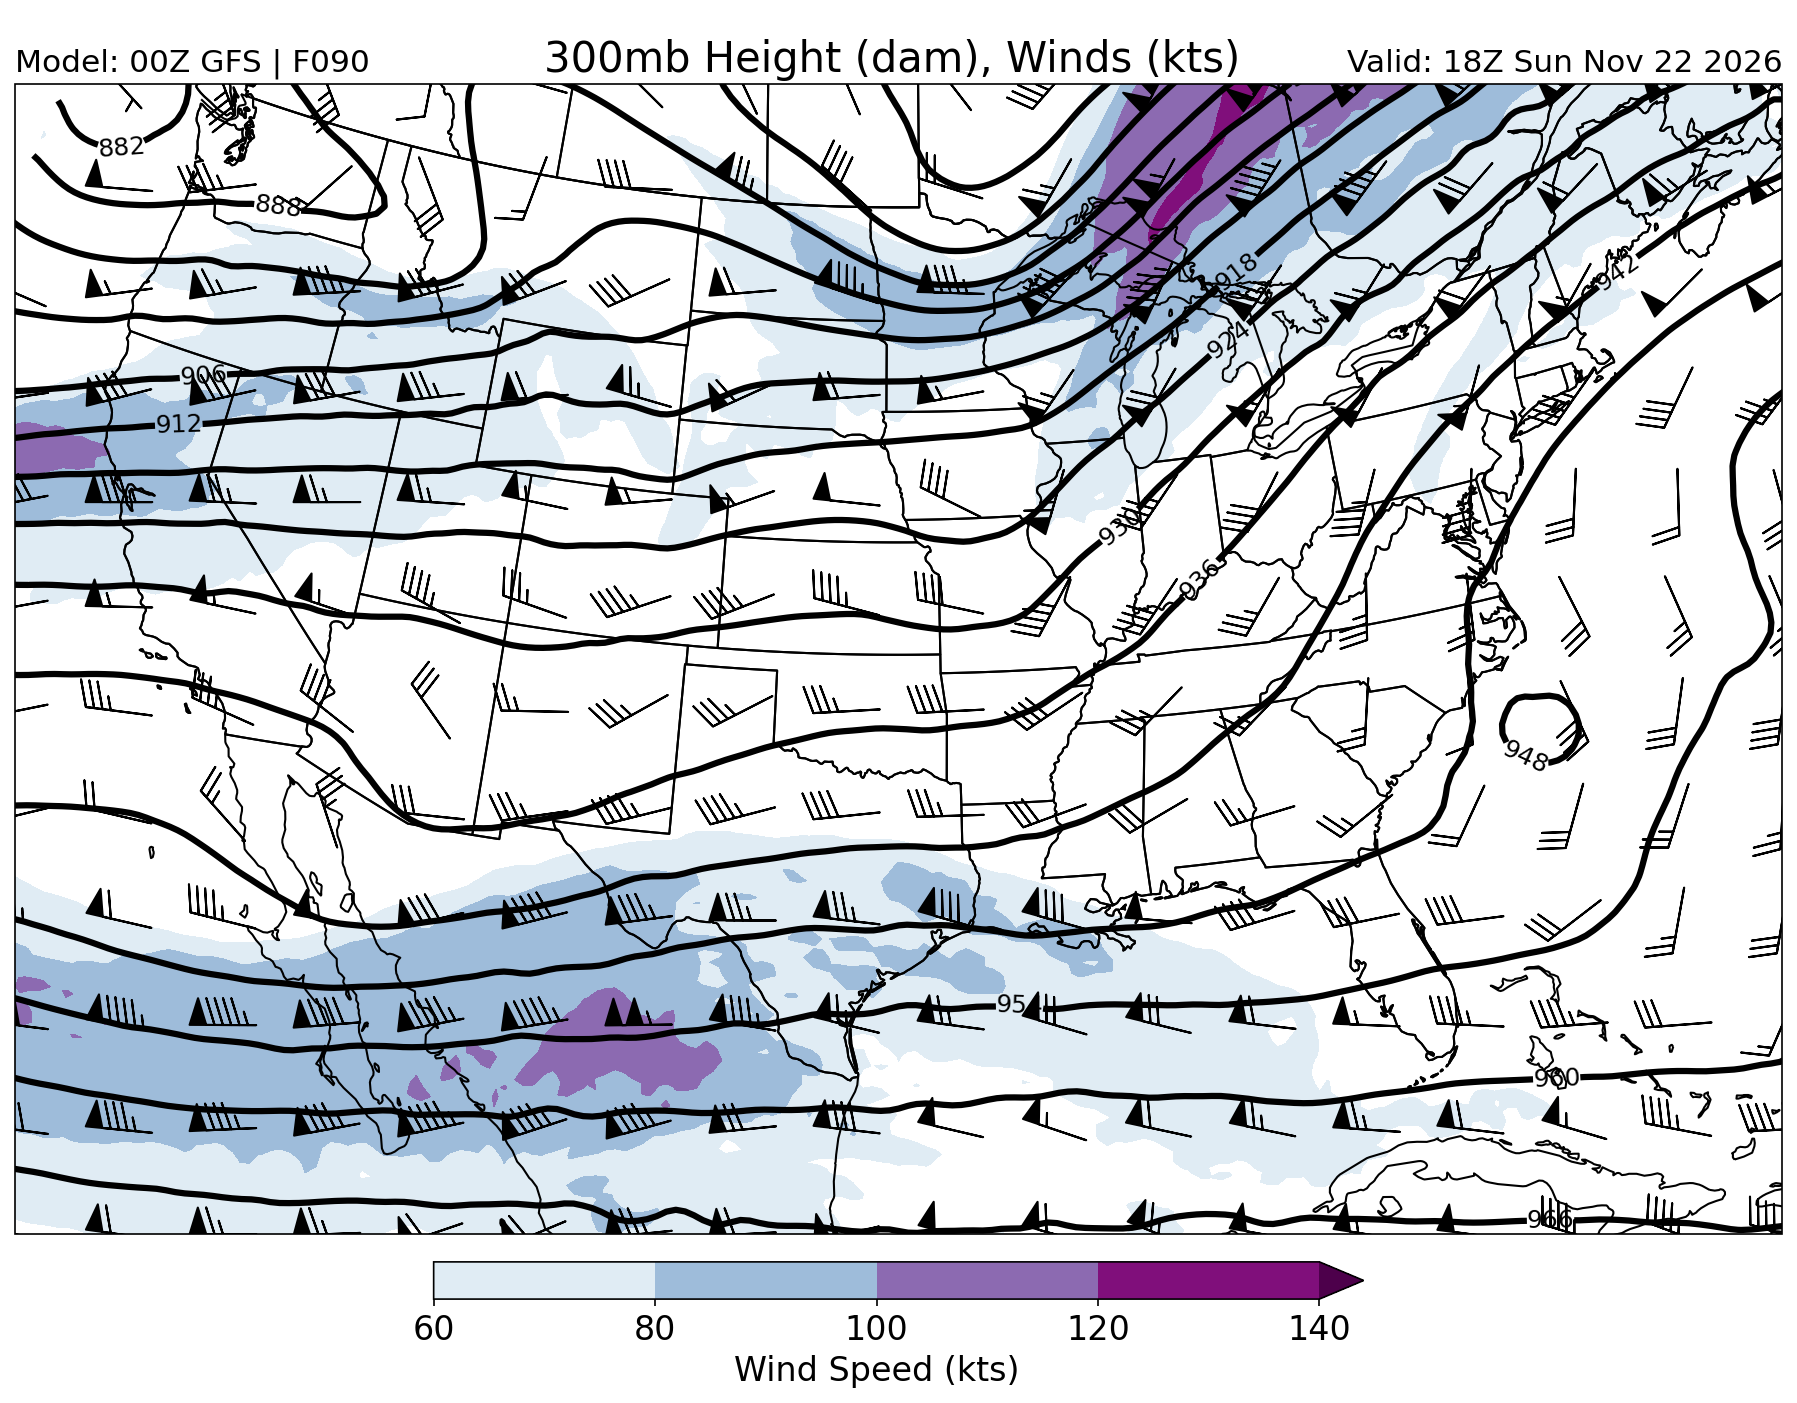 Model: 00Z GFS | F090
300mb Height (dam), Winds (kts)
Valid: 18Z Sun Nov 22 2026
882
888
918
942
924
906
912
930
936
948
95
960
966
60 80 100 120 140
Wind Speed (kts)